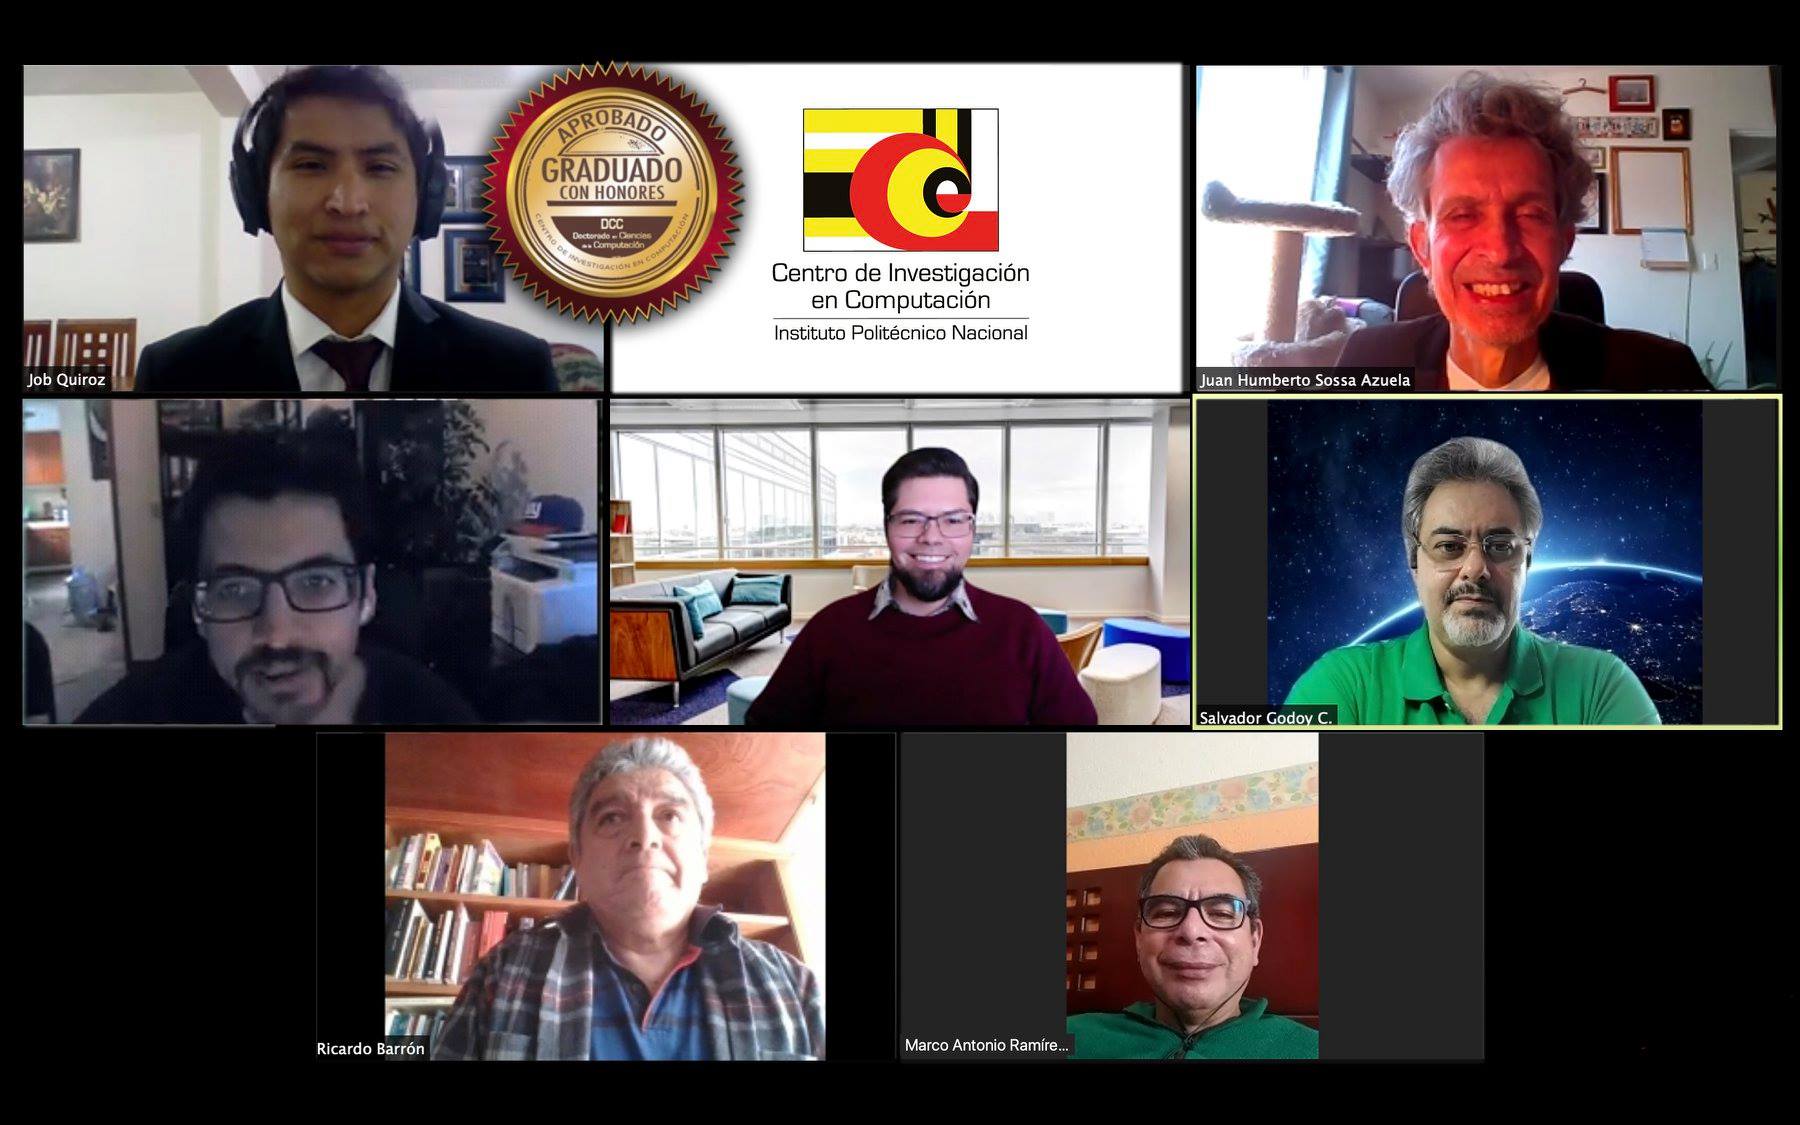 APROBADO
GRADUADO
CON HONORES
DCC
Doctorado en Ciencias
de la Computación
CENTRO DE INVESTIGACIÓN EN COMPUTACIÓN
Centro de Investigación
en Computación
Instituto Politécnico Nacional
Job Quiroz
Juan Humberto Sossa Azuela
Salvador Godoy C.
Ricardo Barrón
Marco Antonio Ramíre...